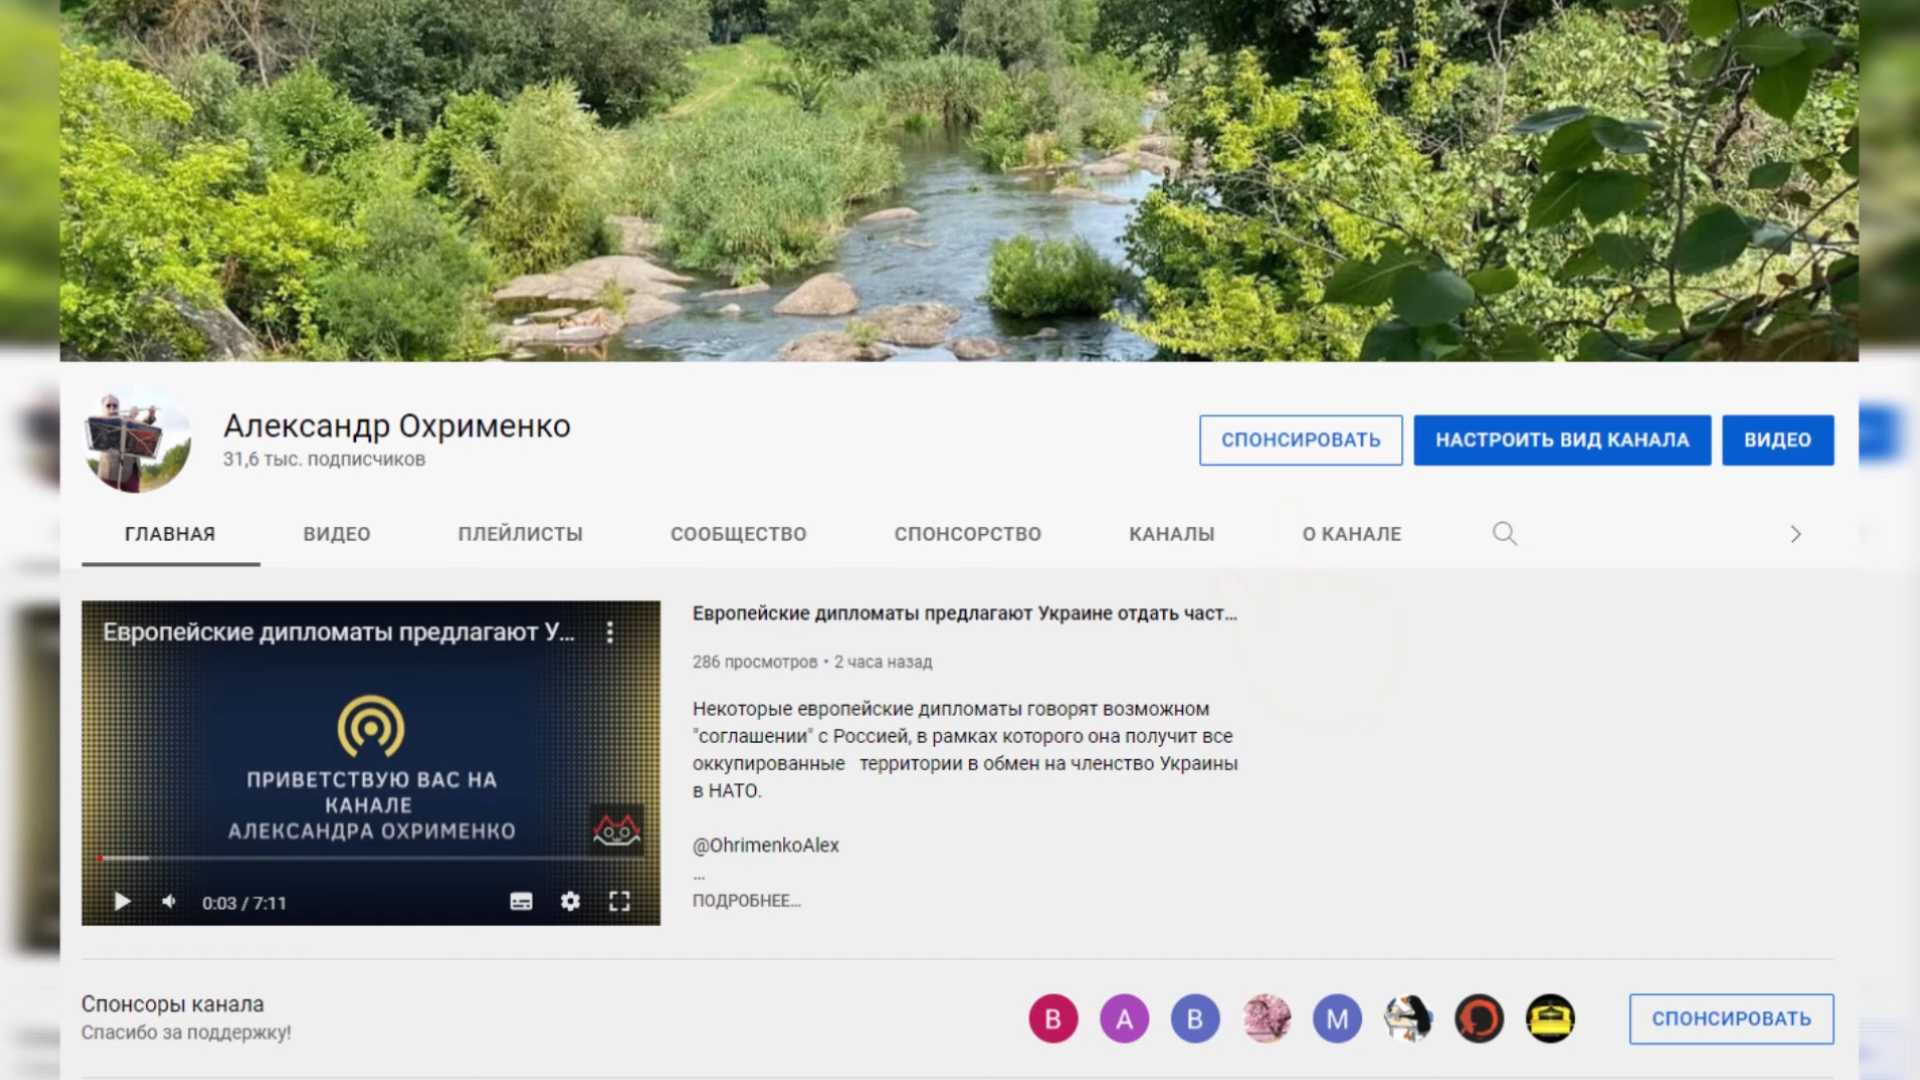 Александр Охрименко
31,6 тыс. подписчиков
СПОНСИРОВАТЬ
НАСТРОИТЬ ВИД КАНАЛА
ВИДЕО
ГЛАВНАЯ
ВИДЕО
ПЛЕЙЛИСТЫ
СООБЩЕСТВО
СПОНСОРСТВО
КАНАЛЫ
О КАНАЛЕ
Европейские дипломаты предлагают У...
ПРИВЕТСТВУЮ ВАС НА
КАНАЛЕ
АЛЕКСАНДРА ОХРИМЕНКО
0:03 / 7:11
Европейские дипломаты предлагают Украине отдать част...
286 просмотров • 2 часа назад
Некоторые европейские дипломаты говорят возможном
"соглашении" с Россией, в рамках которого она получит все
оккупированные территории в обмен на членство Украины
в НАТО.
@OhrimenkoAlex
...
ПОДРОБНЕЕ...
Спонсоры канала
Спасибо за поддержку!
В
А
В
М
СПОНСИРОВАТЬ